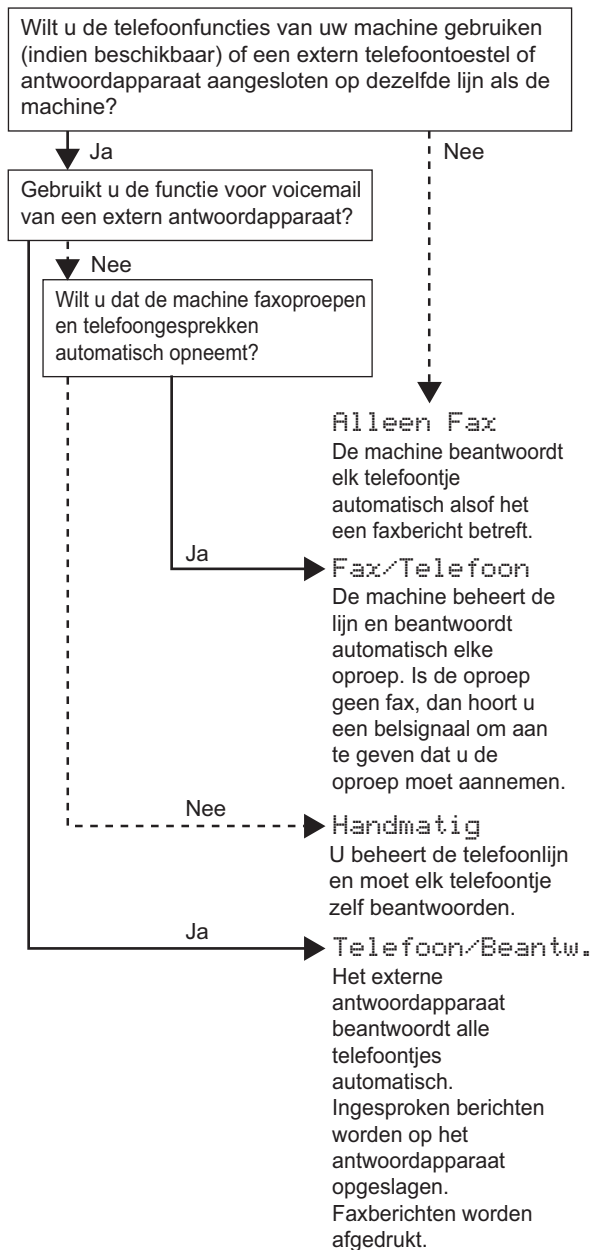 Wilt u de telefoonfuncties van uw machine gebruiken
(indien beschikbaar) of een extern telefoontoestel of
antwoordapparaat aangesloten op dezelfde lijn als de
machine?
Ja
Nee
Gebruikt u de functie voor voicemail
van een extern antwoordapparaat?
Nee
Wilt u dat de machine faxoproepen
en telefoongesprekken
automatisch opneemt?
Alleen Fax
De machine beantwoordt
elk telefoontje
automatisch alsof het
een faxbericht betreft.
Ja
Fax/Telefoon
De machine beheert de
lijn en beantwoordt
automatisch elke
oproep. Is de oproep
geen fax, dan hoort u
een belsignaal om aan
te geven dat u de
oproep moet aannemen.
Nee
Handmatig
U beheert de telefoonlijn
en moet elk telefoontje
zelf beantwoorden.
Ja
Telefoon/Beantw.
Het externe
antwoordapparaat
beantwoordt alle
telefoontjes
automatisch.
Ingesproken berichten
worden op het
antwoordapparaat
opgeslagen.
Faxberichten worden
afgedrukt.